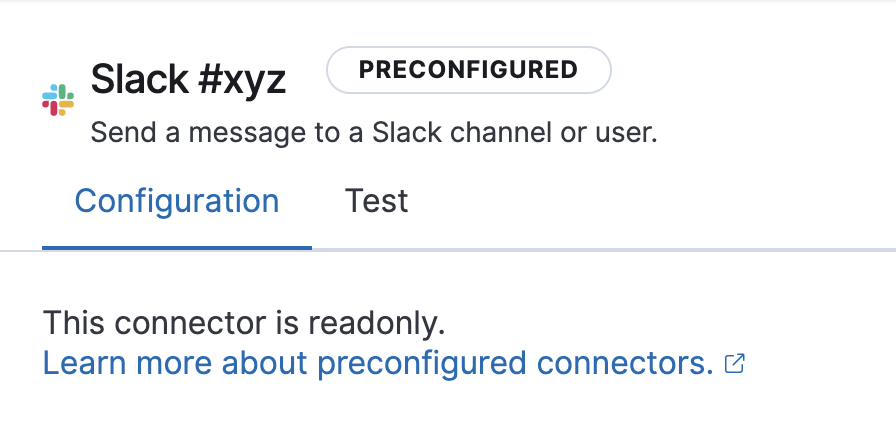 Slack #xyz
PRECONFIGURED
Send a message to a Slack channel or user.
Configuration
Test
This connector is readonly.
Learn more about preconfigured connectors.